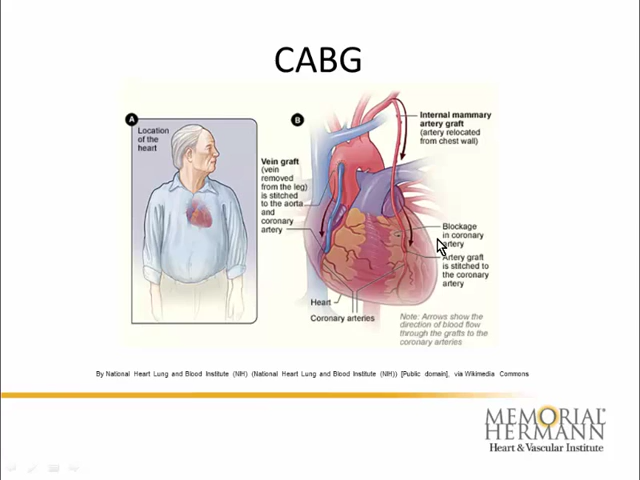 CABG
A
Location
of the
heart
B
Internal mammary
artery graft
(artery relocated
from chest wall)
Vein graft
(vein
removed
from the leg)
is stitched
to the aorta
and
coronary
artery
Blockage
in coronary
artery
Artery graft
is stitched to
the coronary
artery
Heart
Coronary arteries
Note: Arrows show the
direction of blood flow
through the grafts to the
coronary arteries
By National Heart Lung and Blood Institute (NIH) (National Heart Lung and Blood Institute (NIH)) [Public domain], via Wikimedia Commons
MEMORIAL®
HERMANN
Heart & Vascular Institute